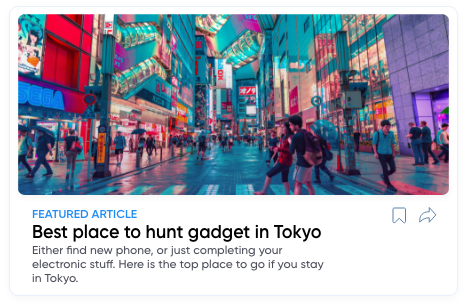 SEGA
FEATURED ARTICLE
Best place to hunt gadget in Tokyo
Either find new phone, or just completing your
electronic stuff. Here is the top place to go if you stay
in Tokyo.